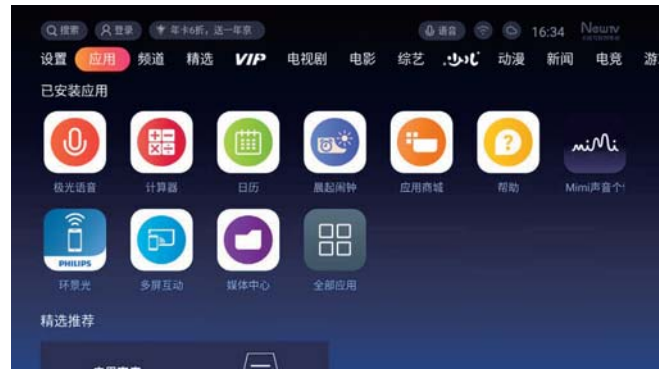 搜索 登录 年卡6折，送一年京 语音 16:34 Newtv
设置 应用 频道 精选 VIP 电视剧 电影 综艺 少儿 动漫 新闻 电竞 游
已安装应用
极光语音 计算器 日历 晨起闹钟 应用商城 帮助 Mimi声音个
mimi
PHILIPS
环景光 多屏互动 媒体中心 全部应用
精选推荐